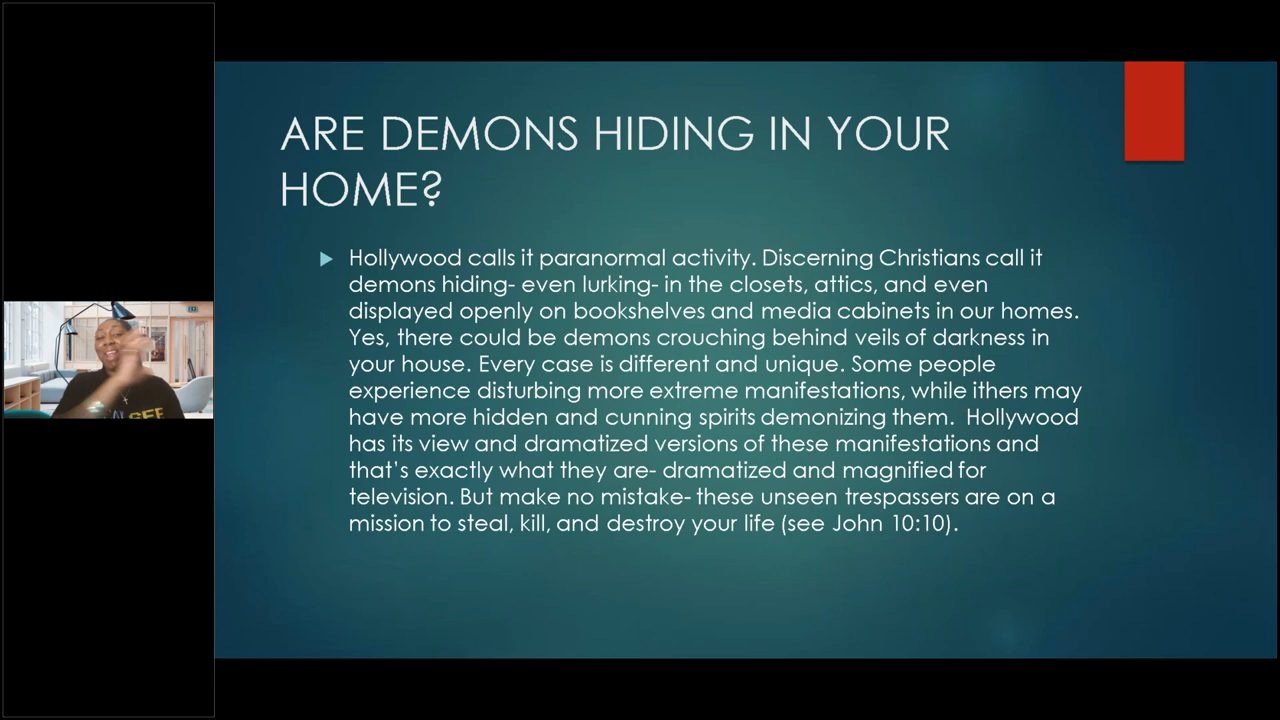 ARE DEMONS HIDING IN YOUR
HOME?
Hollywood calls it paranormal activity. Discerning Christians call it
demons hiding- even lurking- in the closets, attics, and even
displayed openly on bookshelves and media cabinets in our homes.
Yes, there could be demons crouching behind veils of darkness in
your house. Every case is different and unique. Some people
experience disturbing more extreme manifestations, while ithers may
have more hidden and cunning spirits demonizing them. Hollywood
has its view and dramatized versions of these manifestations and
that's exactly what they are- dramatized and magnified for
television. But make no mistake- these unseen trespassers are on a
mission to steal, kill, and destroy your life (see John 10:10).